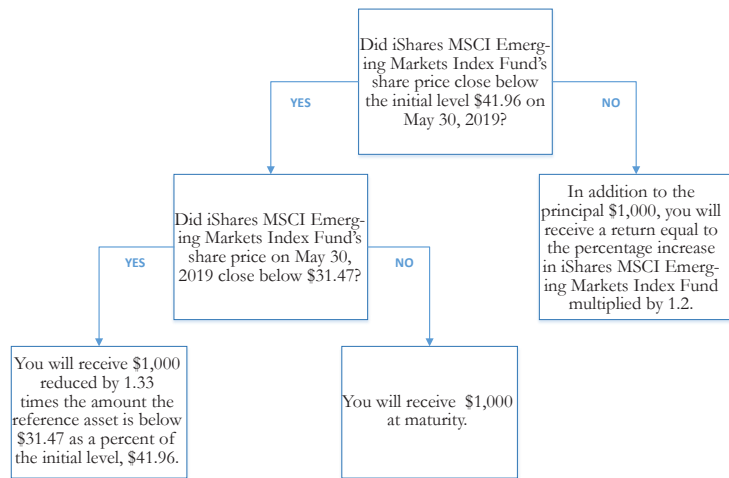 Did iShares MSCI Emerg-
ing Markets Index Fund's
share price close below
the initial level $41.96 on
May 30, 2019?
YES
NO
Did iShares MSCI Emerg-
ing Markets Index Fund's
share price on May 30,
2019 close below $31.47?
In addition to the
principal $1,000, you will
receive a return equal to
the percentage increase
in iShares MSCI Emerg-
ing Markets Index Fund
multiplied by 1.2.
YES
NO
You will receive $1,000
reduced by 1.33
times the amount the
reference asset is below
$31.47 as a percent of
the initial level, $41.96.
You will receive $1,000
at maturity.